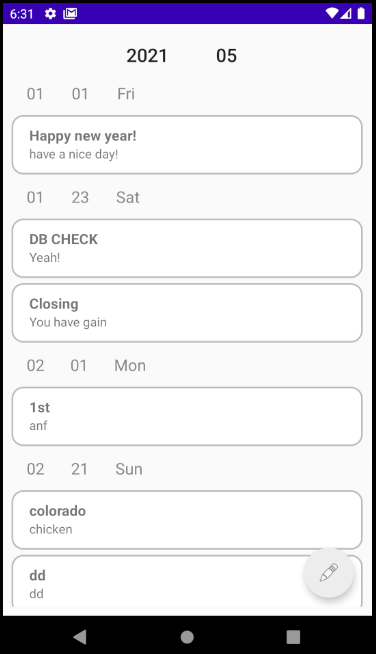 6:31
2021 05
01 01 Fri
Happy new year!
have a nice day!
01 23 Sat
DB CHECK
Yeah!
Closing
You have gain
02 01 Mon
1st
anf
02 21 Sun
colorado
chicken
dd
dd